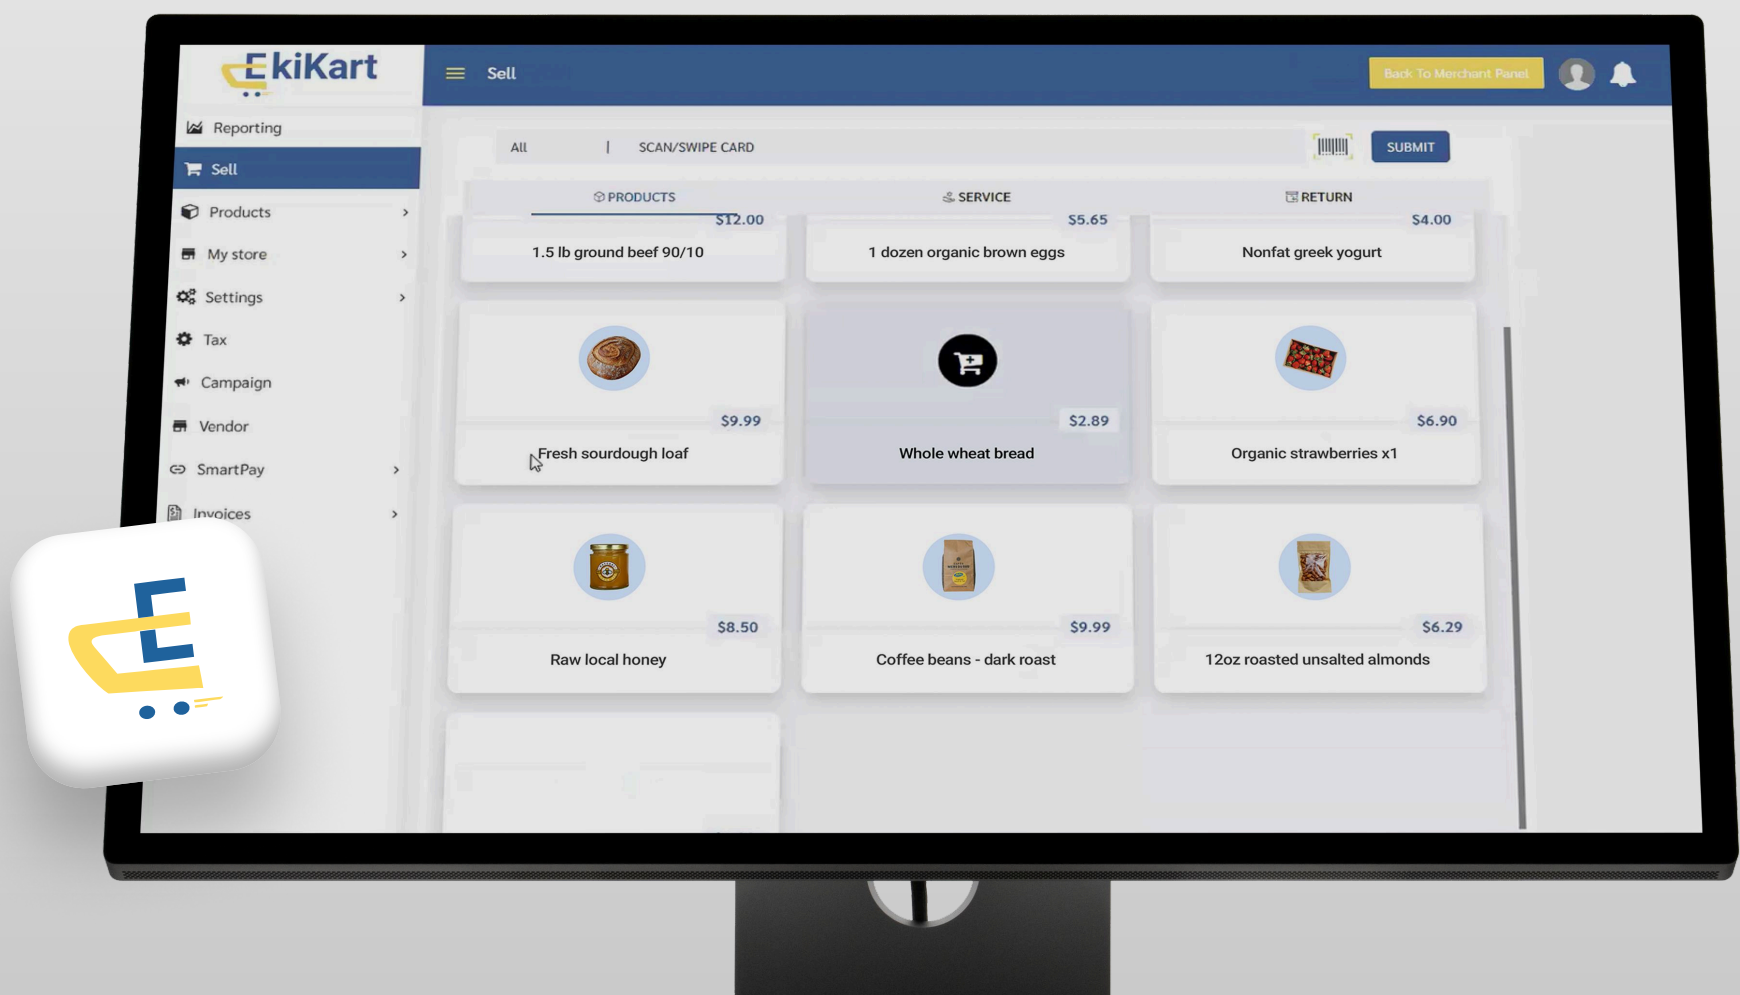 EkiKart
Sell
Back To Merchant Panel
Reporting
Sell
Products
My store
Settings
Tax
Campaign
Vendor
SmartPay
Invoices
All | SCAN/SWIPE CARD
SUBMIT
PRODUCTS
SERVICE
RETURN
$12.00
1.5 lb ground beef 90/10
$5.65
1 dozen organic brown eggs
$4.00
Nonfat greek yogurt
$9.99
Fresh sourdough loaf
$2.89
Whole wheat bread
$6.90
Organic strawberries x1
$8.50
Raw local honey
$9.99
Coffee beans - dark roast
$6.29
12oz roasted unsalted almonds
E